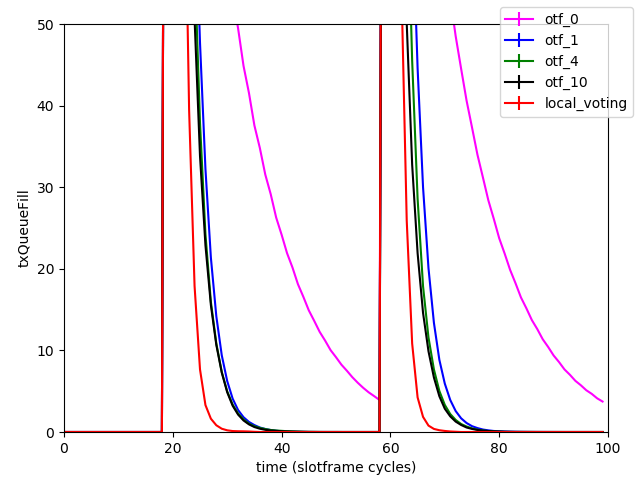 otf_0
otf_1
otf_4
otf_10
local_voting
50
40
30
20
10
0
txQueueFill
0 20 40 60 80 100
time (slotframe cycles)